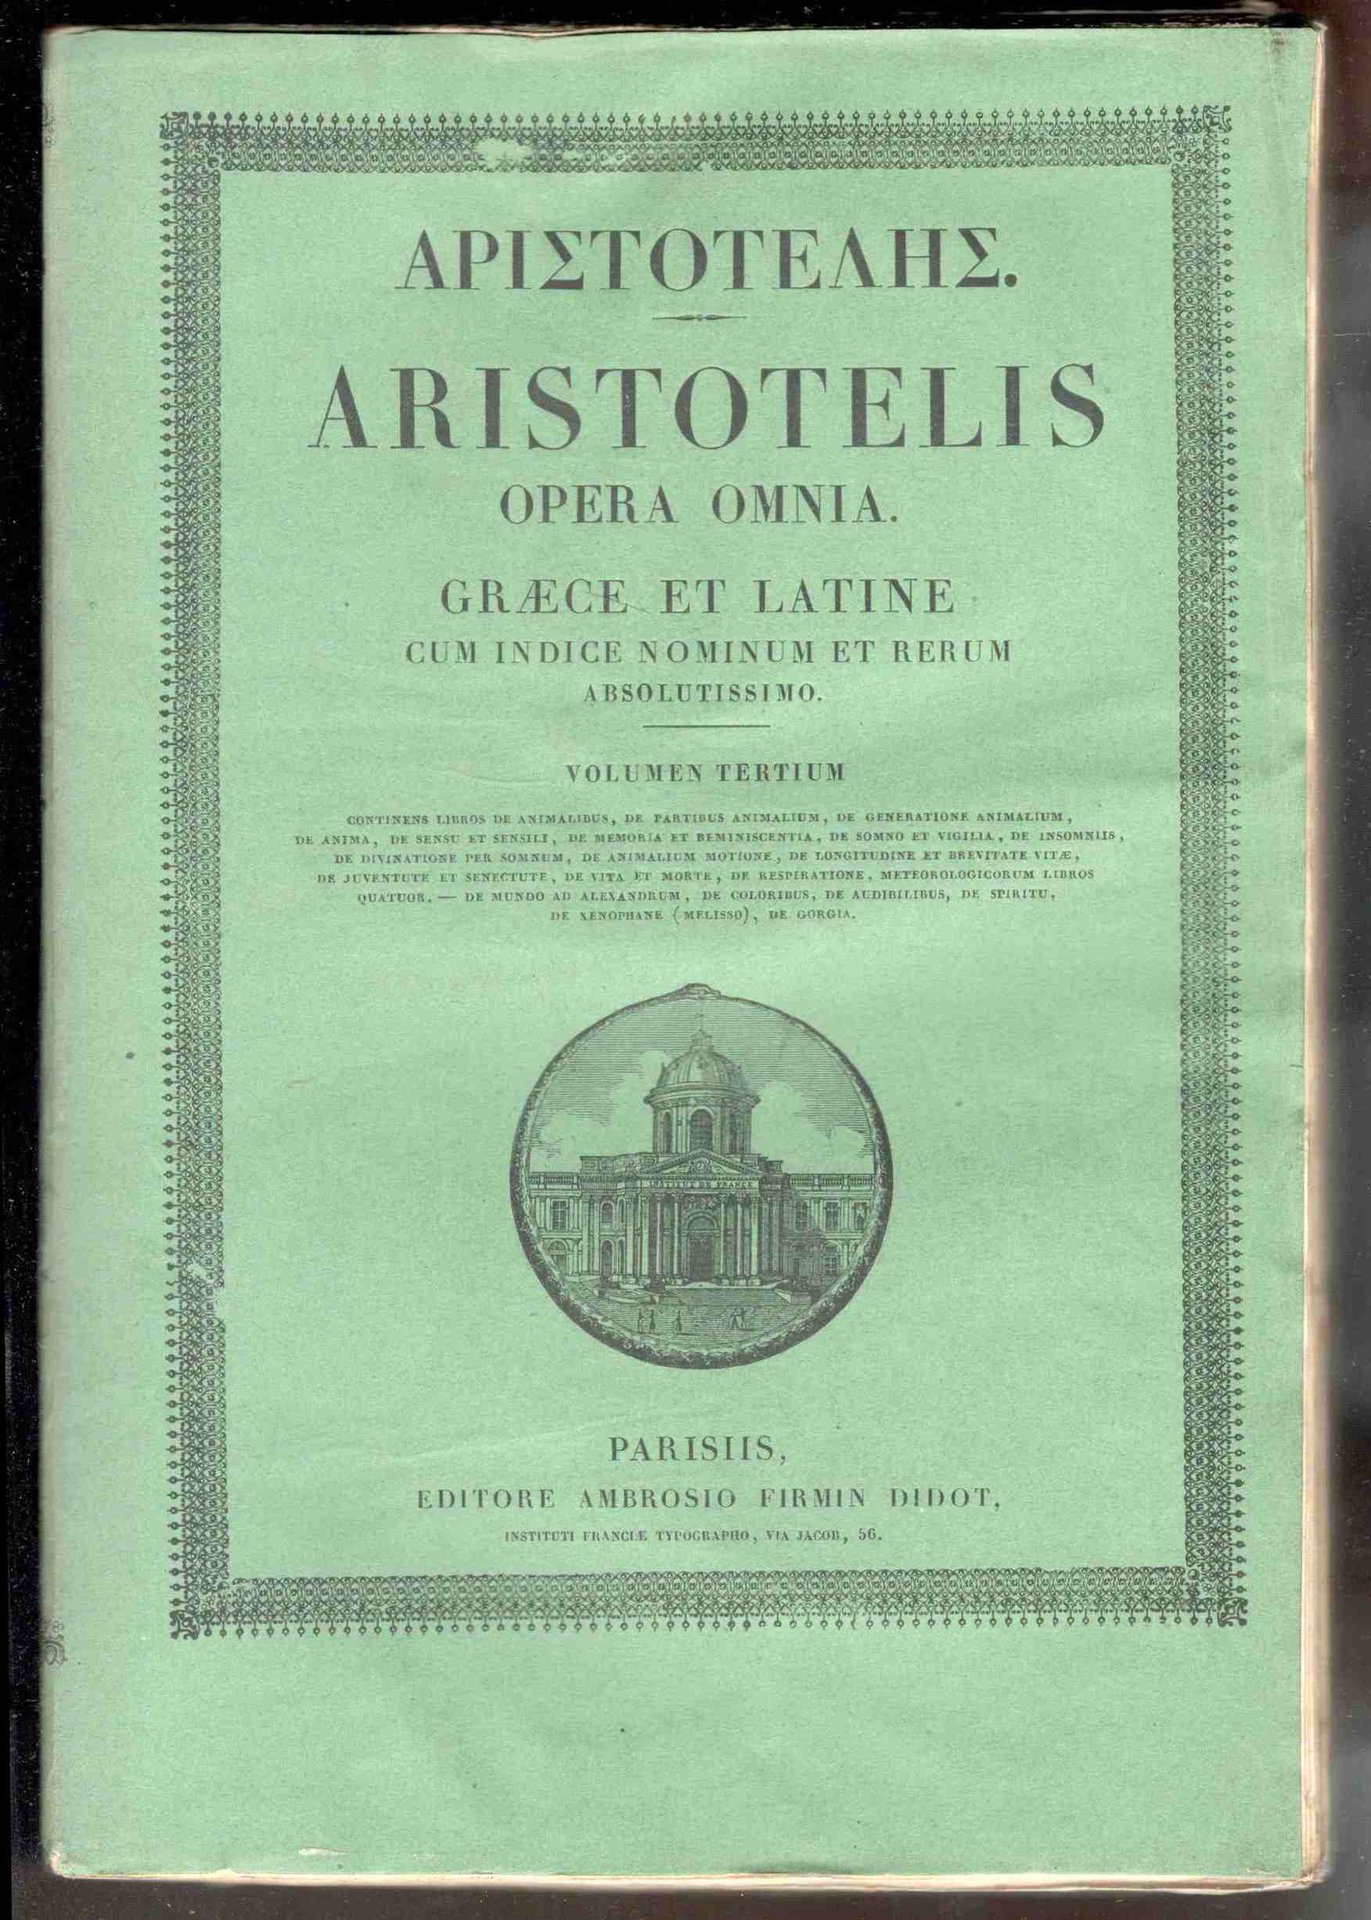 ΑΡΙΣΤΟΤΕΛΗΣ.
ARISTOTELIS
OPERA OMNIA.
GRÆCE ET LATINE
CUM INDICE NOMINUM ET RERUM
ABSOLUTISSIMO.
VOLUMEN TERTIUM
CONTINENS LIBROS DE ANIMALIBUS, DE PARTIBUS ANIMALIUM, DE GENERATIONE ANIMALIUM,
DE ANIMA, DE SENSU ET SENSILI, DE MEMORIA ET REMINISCENTIA, DE SOMNO ET VIGILIA, DE INSOMNIIS,
DE DIVINATIONE PER SOMNUM, DE ANIMALIUM MOTIONE, DE LONGITUDINE ET BREVITATE VITÆ,
DE JUVENTUTE ET SENECTUTE, DE VITA ET MORTE, DE RESPIRATIONE, METEOROLOGICORUM LIBROS
QUATUOR. — DE MUNDO AD ALEXANDRUM, DE COLORIBUS, DE AUDIBILIBUS, DE SPIRITU,
DE XENOPHANE (MELISSO), DE GORGIA.
INSTITUT DE FRANCE
PARISIIS,
EDITORE AMBROSIO FIRMIN DIDOT,
INSTITUTI FRANCIÆ TYPOGRAPHO, VIA JACOB, 56.